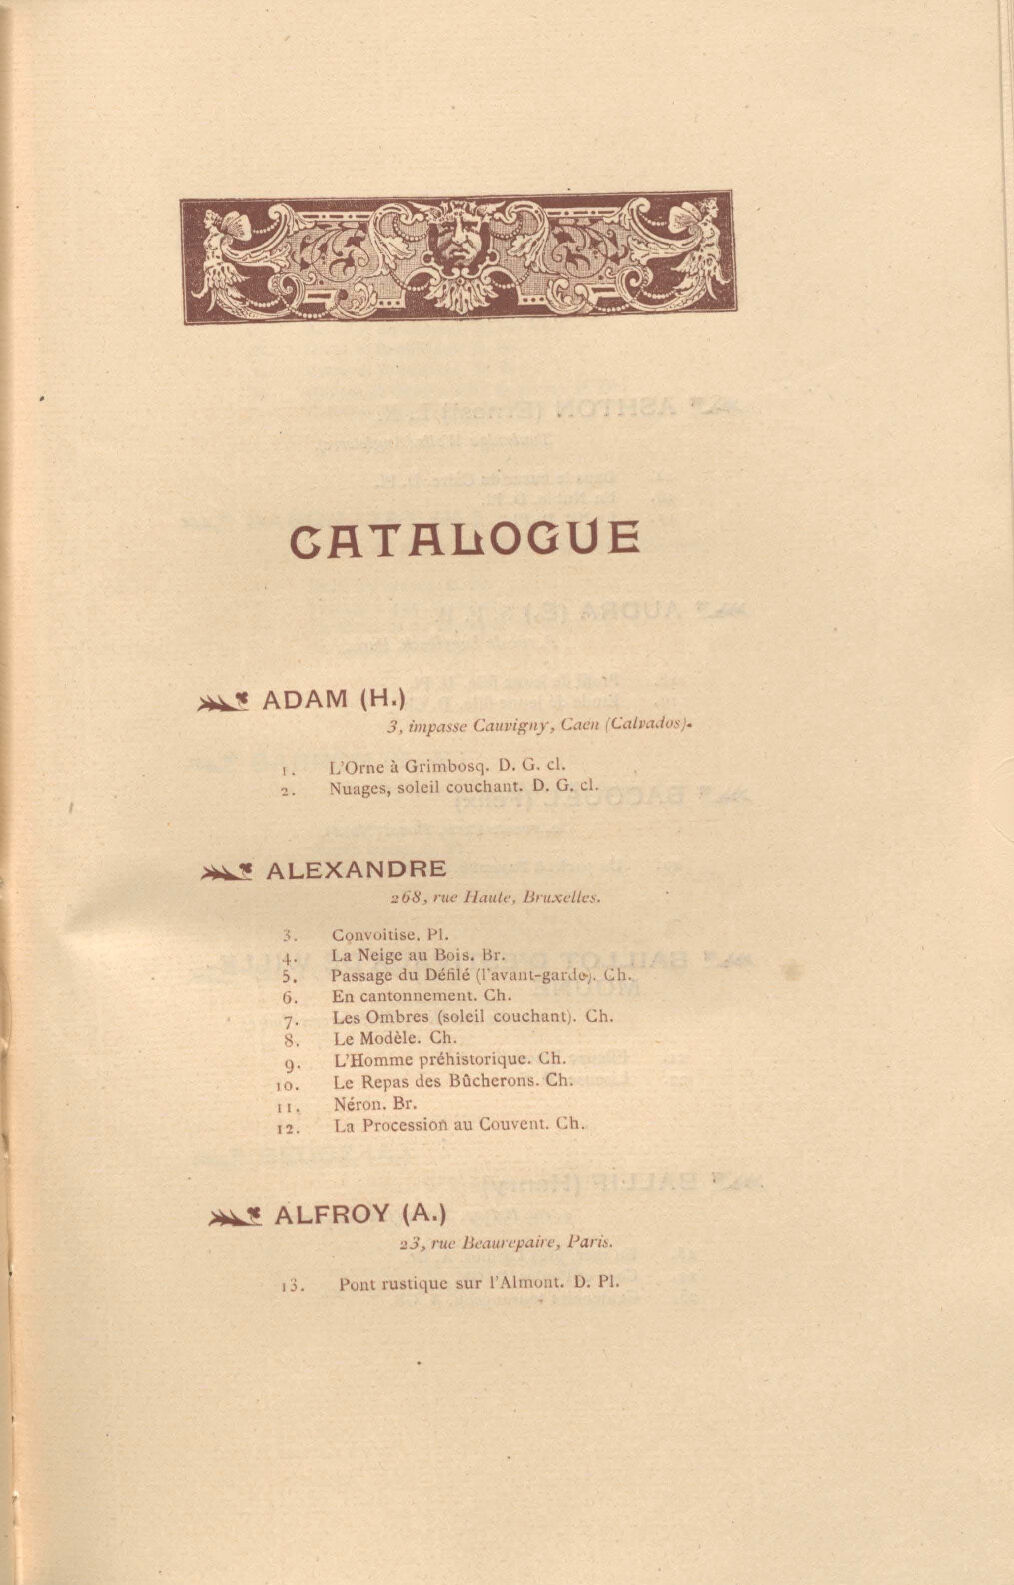 CATALOGUE
ADAM (H.)
3, impasse Cauvigny, Caen (Calvados).
1. L'Orne à Grimbosq. D. G. cl.
2. Nuages, soleil couchant. D. G. cl.
ALEXANDRE
268, rue Haute, Bruxelles.
3. Convoitise. Pl.
4. La Neige au Bois. Br.
5. Passage du Défilé (l'avant-garde). Ch.
6. En cantonnement. Ch.
7. Les Ombres (soleil couchant). Ch.
8. Le Modèle. Ch.
9. L'Homme préhistorique. Ch.
10. Le Repas des Bûcherons. Ch.
11. Néron. Br.
12. La Procession au Couvent. Ch.
ALFROY (A.)
23, rue Beaurepaire, Paris.
13. Pont rustique sur l'Almont. D. Pl.